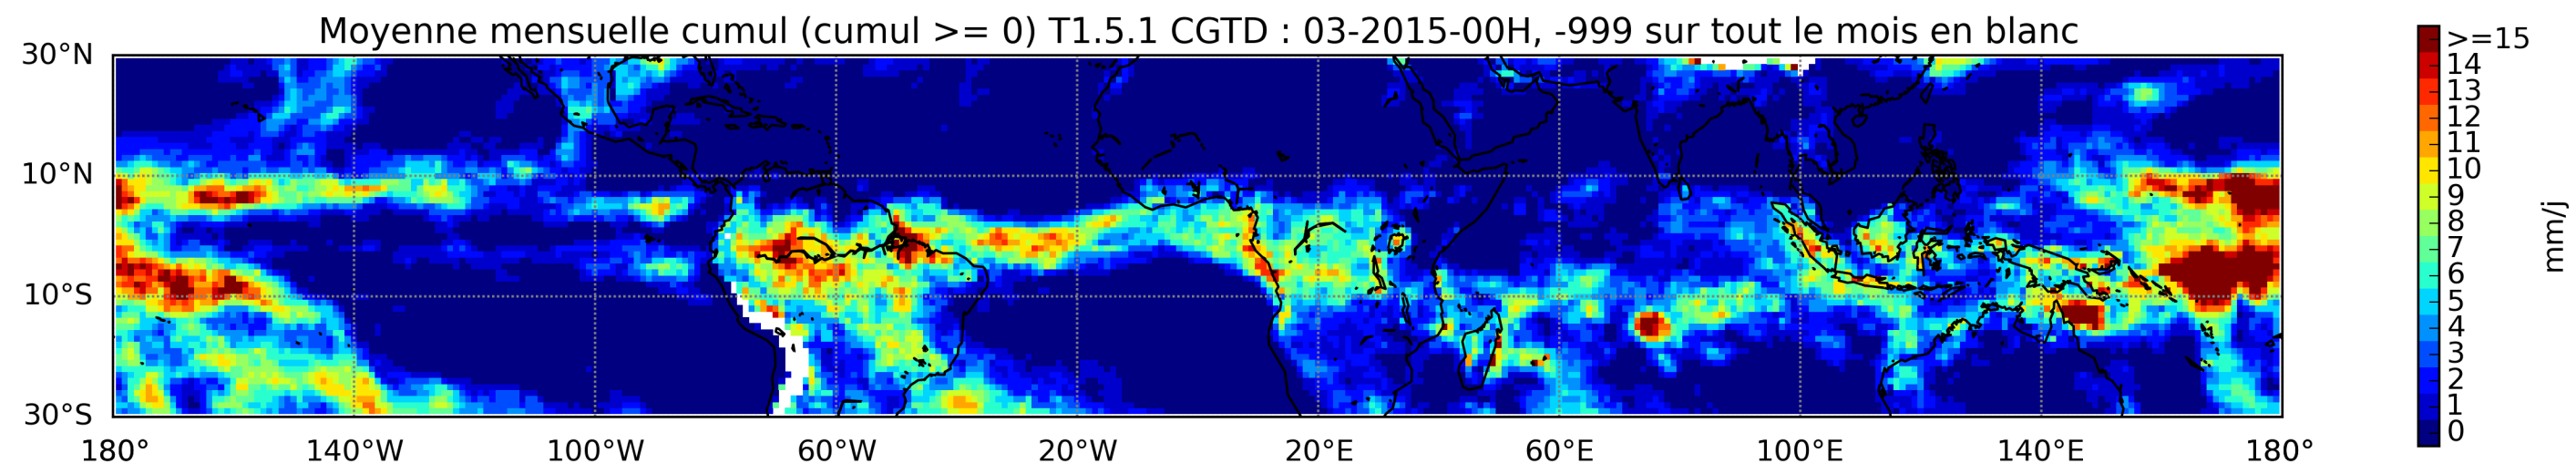 Moyenne mensuelle cumul (cumul >= 0) T1.5.1 CGTD : 03-2015-00H, -999 sur tout le mois en blanc
30°N
10°N
10°S
30°S
180°
140°W
100°W
60°W
20°W
20°E
60°E
100°E
140°E
180°
>=15
14
13
12
11
10
9
8
7
6
5
4
3
2
1
0
mm/j